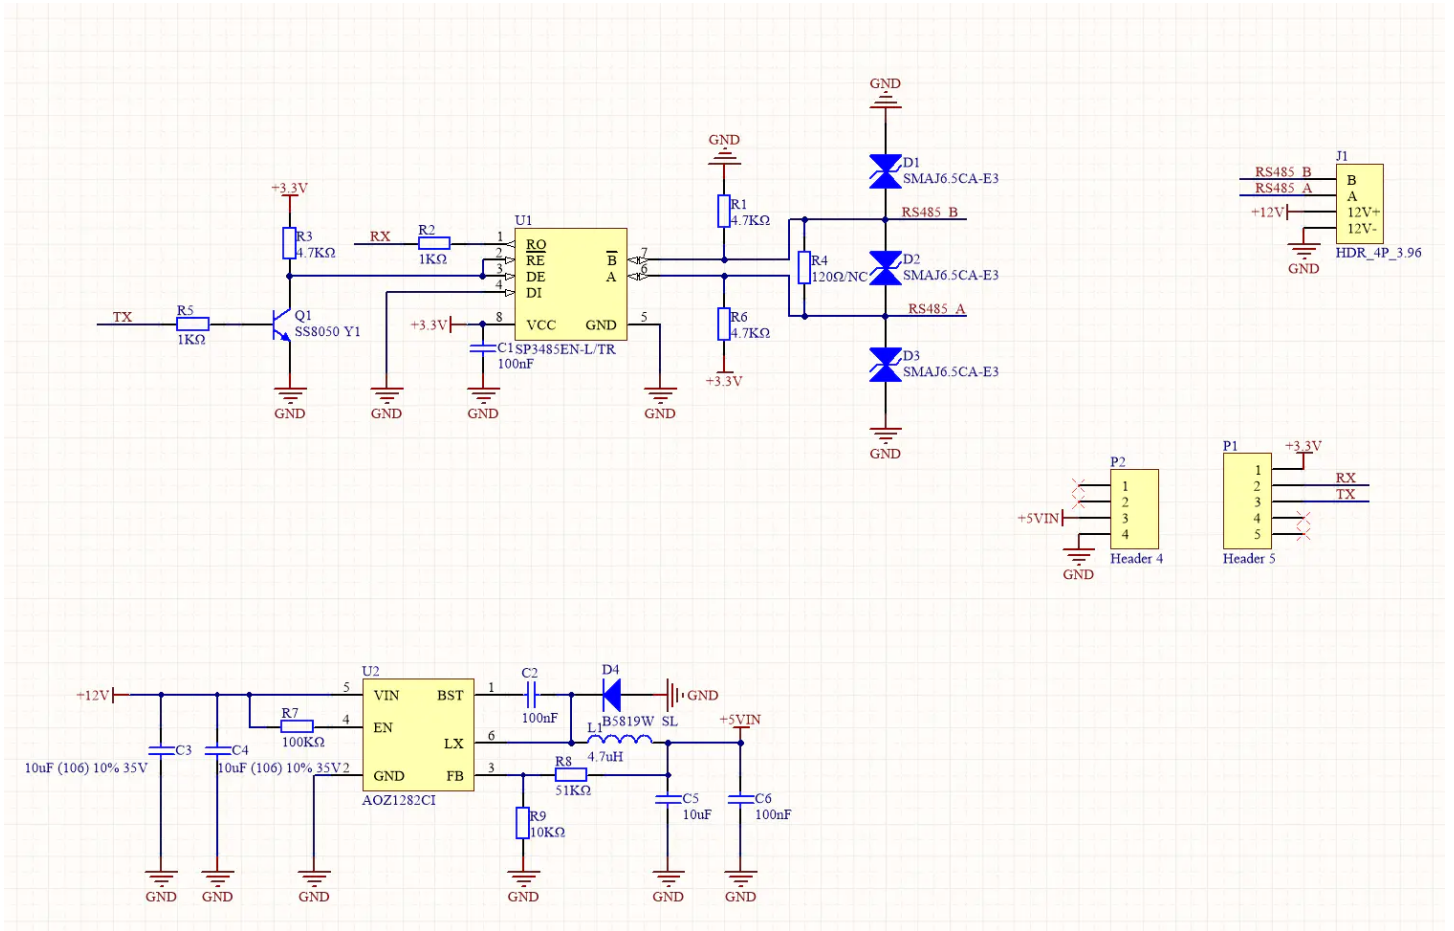 GND
D1
SMAJ6.5CA-E3
RS485_B
D2
SMAJ6.5CA-E3
RS485_A
D3
SMAJ6.5CA-E3
GND
GND
R1
4.7KΩ
R4
120Ω/NC
R6
4.7KΩ
+3.3V
+3.3V
R3
4.7KΩ
TX
R5
1KΩ
Q1
SS8050 Y1
GND
RX
R2
1KΩ
U1
1
RO
2
RE
3
DE
4
DI
8
VCC
B
7
A
6
GND
5
SP3485EN-L/TR
+3.3V
C1
100nF
GND
GND
GND
J1
RS485_B
B
RS485_A
A
+12V
12V+
12V-
GND
HDR_4P_3.96
P2
1
2
+5VIN
3
4
GND
Header 4
P1
+3.3V
1
2
RX
3
TX
4
5
Header 5
+12V
C3
10uF (106) 10% 35V
GND
C4
10uF (106) 10% 35V
GND
R7
100KΩ
GND
U2
5
VIN
4
EN
2
GND
BST
1
LX
6
FB
3
AOZ1282CI
C2
100nF
D4
B5819W SL
GND
L1
4.7uH
+5VIN
R8
51KΩ
R9
10KΩ
GND
C5
10uF
GND
C6
100nF
GND